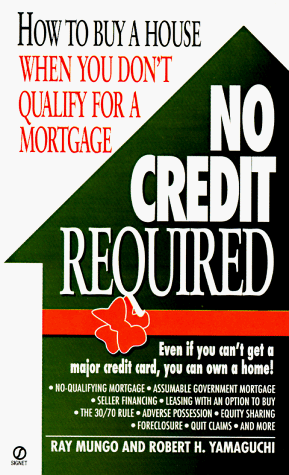 HOW TO BUY A HOUSE
WHEN YOU DON'T
QUALIFY FOR A
MORTGAGE
NO
CREDIT
REQUIRED
Even if you can't get a
major credit card, you can own a home!
• NO-QUALIFYING MORTGAGE • ASSUMABLE GOVERNMENT MORTGAGE
• SELLER FINANCING • LEASING WITH AN OPTION TO BUY
• THE 30/70 RULE • ADVERSE POSSESSION • EQUITY SHARING
• FORECLOSURE • QUIT CLAIMS • AND MORE
RAY MUNGO AND ROBERT H. YAMAGUCHI
SIGNET